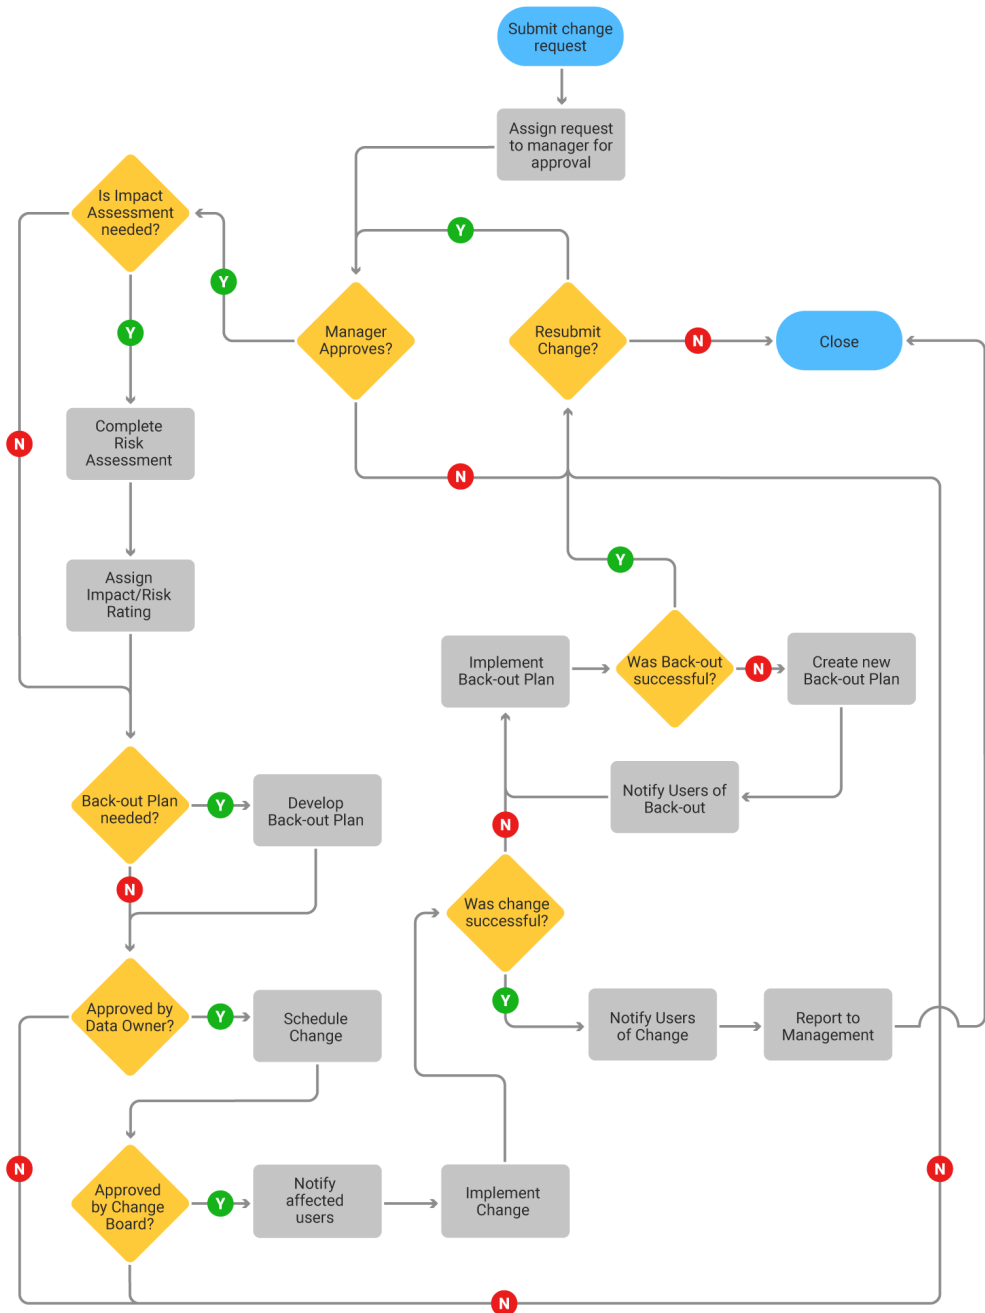 Submit change
request
Assign request
to manager for
approval
Is Impact
Assessment
needed?
Y
Y
Manager
Approves?
Resubmit
Change?
N
Close
Y
Complete
Risk
Assessment
N
N
Y
Assign
Impact/Risk
Rating
Implement
Back-out Plan
Was Back-out
successful?
N
Create new
Back-out Plan
Back-out Plan
needed?
Y
Develop
Back-out Plan
Notify Users of
Back-out
N
N
Was change
successful?
Y
Approved by
Data Owner?
Y
Schedule
Change
Notify Users
of Change
Report to
Management
N
N
Approved
by Change
Board?
Y
Notify
affected
users
Implement
Change
N